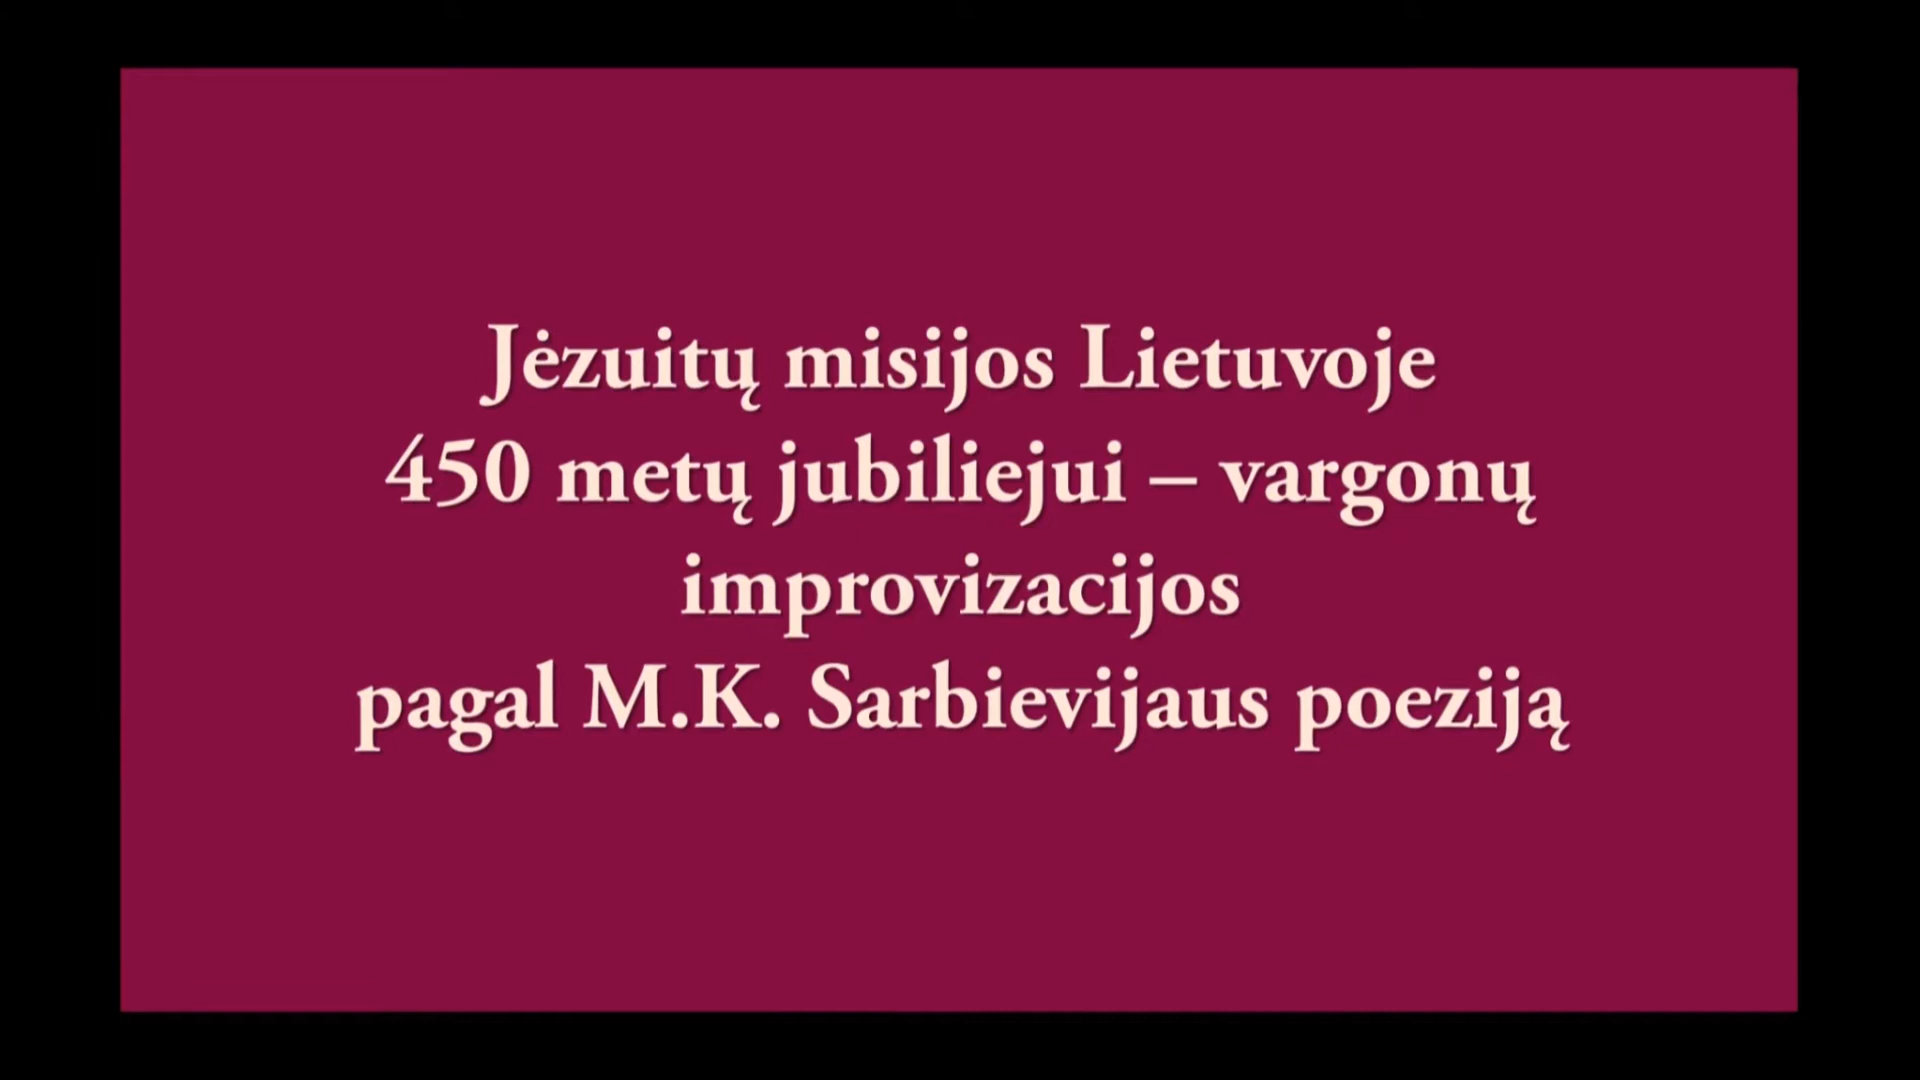 Jėzuitų misijos Lietuvoje
450 metų jubiliejui – vargonų
improvizacijos
pagal M.K. Sarbievijaus poeziją